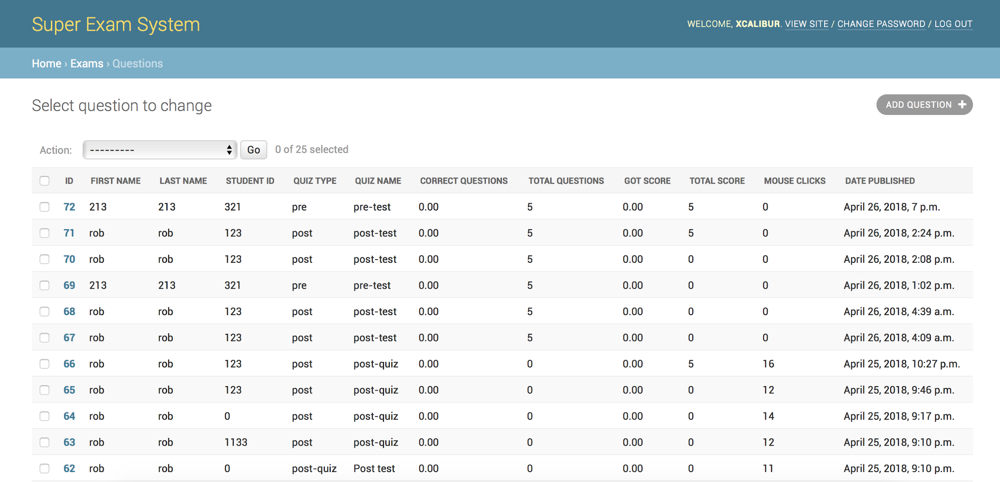 Super Exam System
WELCOME, XCALIBUR. VIEW SITE / CHANGE PASSWORD / LOG OUT
Home › Exams › Questions
Select question to change
ADD QUESTION +
Action: --------- Go 0 of 25 selected
ID FIRST NAME LAST NAME STUDENT ID QUIZ TYPE QUIZ NAME CORRECT QUESTIONS TOTAL QUESTIONS GOT SCORE TOTAL SCORE MOUSE CLICKS DATE PUBLISHED
72 213 213 321 pre pre-test 0.00 5 0.00 5 0 April 26, 2018, 7 p.m.
71 rob rob 123 post post-test 0.00 5 0.00 5 0 April 26, 2018, 2:24 p.m.
70 rob rob 123 post post-test 0.00 5 0.00 0 0 April 26, 2018, 2:08 p.m.
69 213 213 321 pre pre-test 0.00 5 0.00 0 0 April 26, 2018, 1:02 p.m.
68 rob rob 123 post post-test 0.00 5 0.00 0 0 April 26, 2018, 4:39 a.m.
67 rob rob 123 post post-test 0.00 5 0.00 0 0 April 26, 2018, 4:09 a.m.
66 rob rob 123 post post-quiz 0.00 0 0.00 5 16 April 25, 2018, 10:27 p.m.
65 rob rob 123 post post-quiz 0.00 0 0.00 0 12 April 25, 2018, 9:46 p.m.
64 rob rob 0 post post-quiz 0.00 0 0.00 0 14 April 25, 2018, 9:17 p.m.
63 rob rob 1133 post post-quiz 0.00 0 0.00 0 12 April 25, 2018, 9:10 p.m.
62 rob rob 0 post-quiz Post test 0.00 0 0.00 0 11 April 25, 2018, 9:10 p.m.